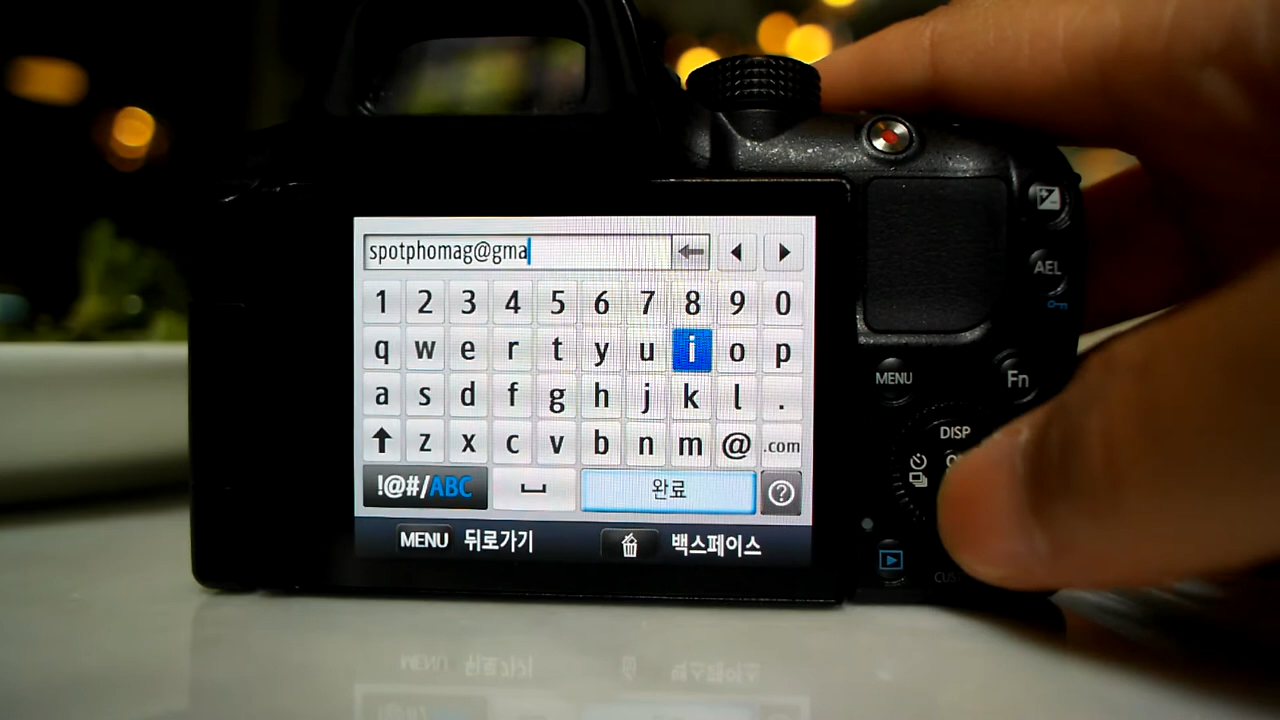 spotphomag@gma
1 2 3 4 5 6 7 8 9 0
q w e r t y u i o p
a s d f g h j k l .
z x c v b n m @ .com
!@#/ABC 완료 ?
MENU 뒤로가기 백스페이스
AEL
MENU Fn
DISP